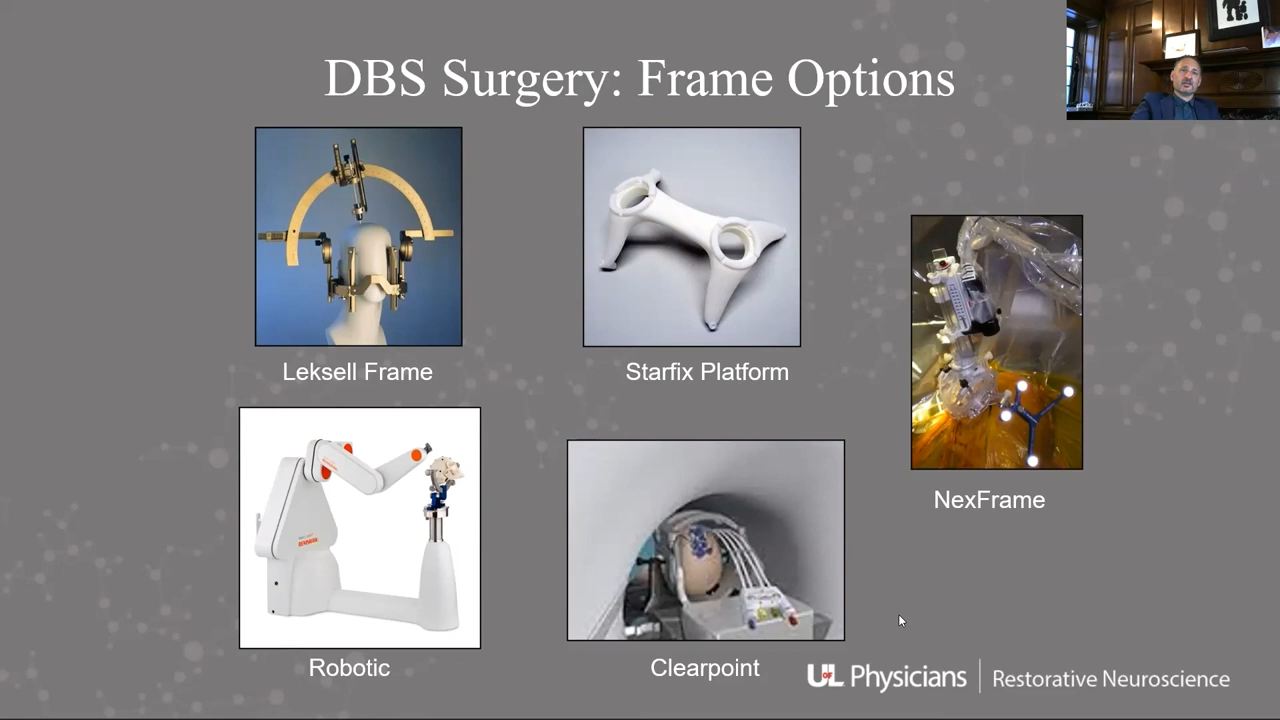 DBS Surgery: Frame Options
Leksell Frame
Starfix Platform
NexFrame
Robotic
Clearpoint
UofL Physicians
Restorative Neuroscience